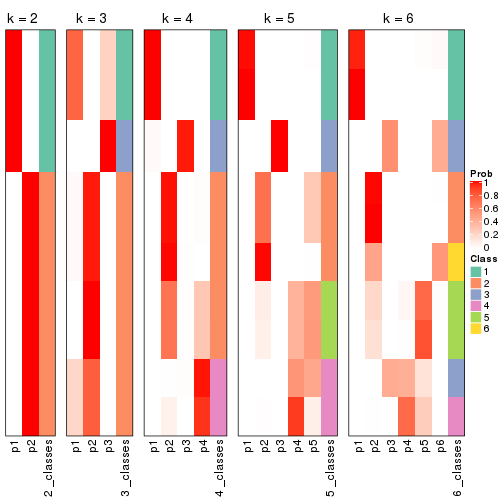 k = 2
k = 3
k = 4
k = 5
k = 6
Prob
1
0.8
0.6
0.4
0.2
0
Class
1
2
3
4
5
6
p1
p2
2_classes
p1
p2
p3
3_classes
p1
p2
p3
p4
4_classes
p1
p2
p3
p4
p5
5_classes
p1
p2
p3
p4
p5
p6
6_classes